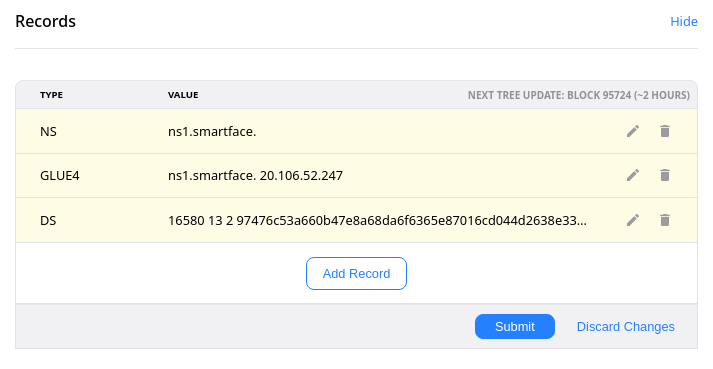 Records
Hide
TYPE VALUE NEXT TREE UPDATE: BLOCK 95724 (~2 HOURS)
NS ns1.smartface.
GLUE4 ns1.smartface. 20.106.52.247
DS 16580 13 2 97476c53a660b47e8a68da6f6365e87016cd044d2638e33...
Add Record
Submit Discard Changes